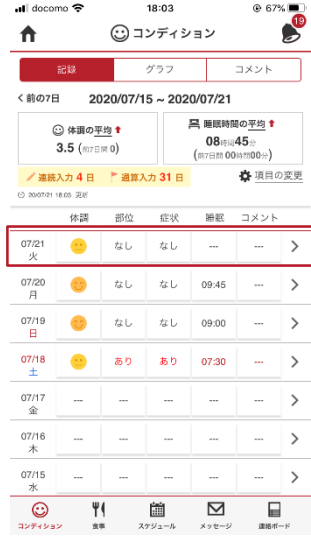 docomo 18:03 67%
コンディション 19
記録 グラフ コメント
前の7日 2020/07/15 ~ 2020/07/21
体調の平均
3.5 (前7日間 0)
睡眠時間の平均
08時間45分
(前7日間 00時間00分)
連続入力 4 日 通算入力 31 日 項目の変更
2020/07/21 18:03 更新
体調 部位 症状 睡眠 コメント
07/21 火 なし なし --- ---
07/20 月 なし なし 09:45 ---
07/19 日 なし なし 09:00 ---
07/18 土 あり あり 07:30 ---
07/17 金 --- --- --- --- ---
07/16 木 --- --- --- --- ---
07/15 水 --- --- --- --- ---
コンディション 食事 スケジュール メッセージ 連絡ボード